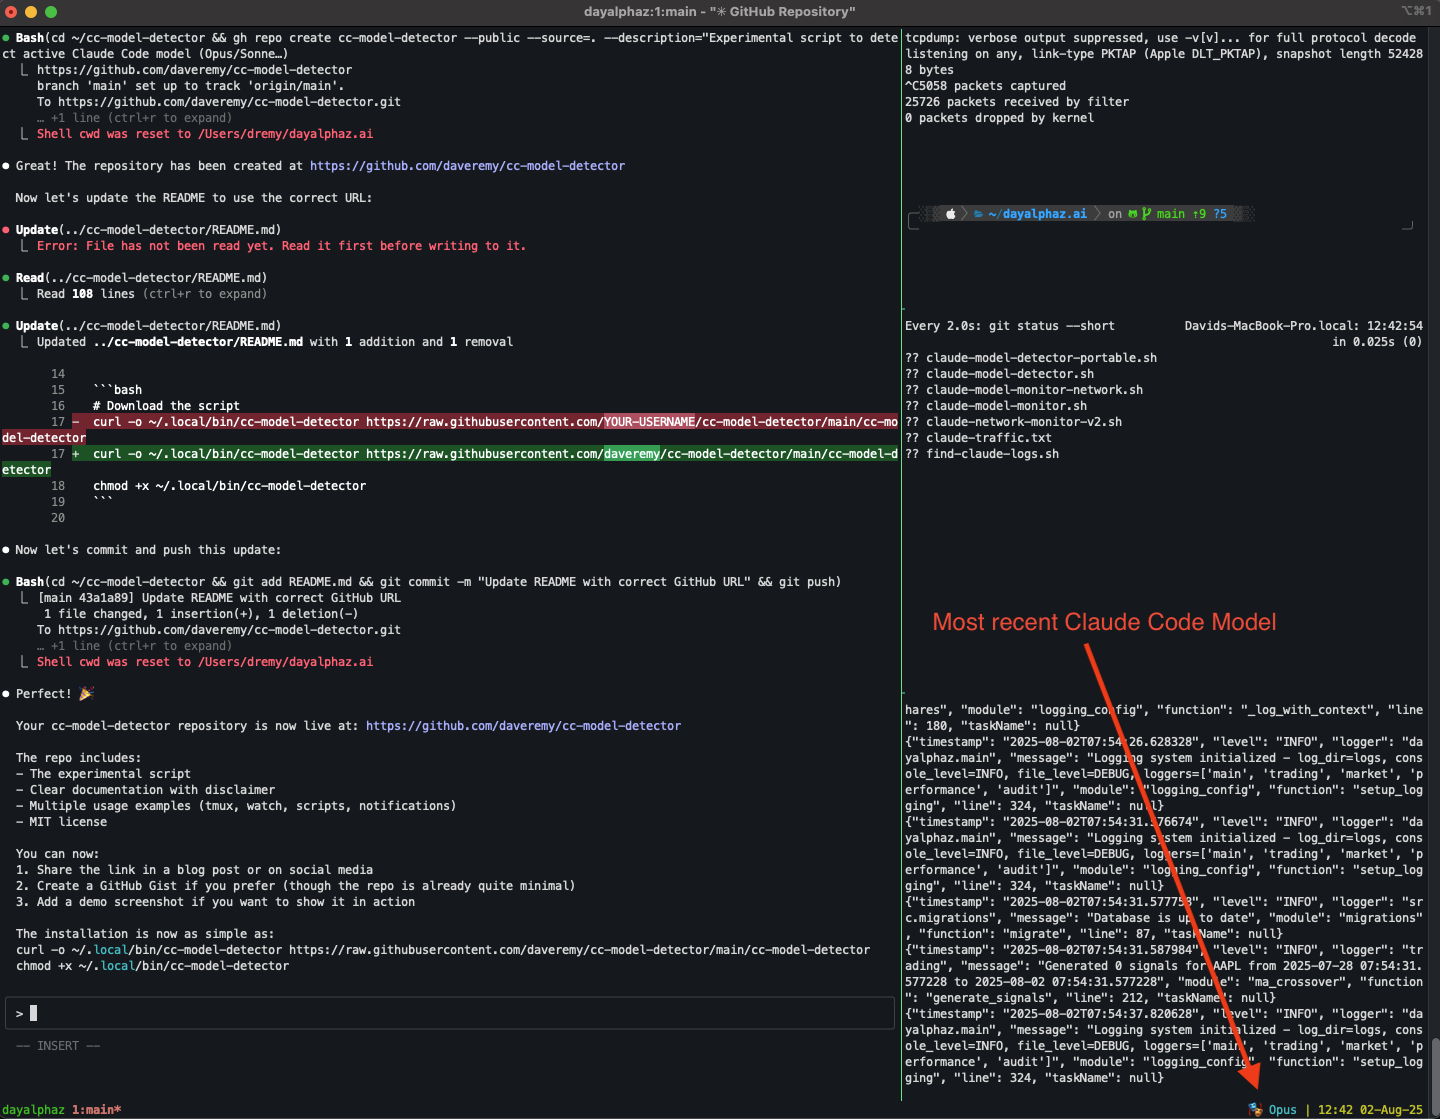 dayalphaz:1:main - "✳ GitHub Repository"
⌥⌘1
● Bash(cd ~/cc-model-detector && gh repo create cc-model-detector --public --source=. --description="Experimental script to dete
ct active Claude Code model (Opus/Sonne…)
⎿ https://github.com/daveremy/cc-model-detector
branch 'main' set up to track 'origin/main'.
To https://github.com/daveremy/cc-model-detector.git
… +1 line (ctrl+r to expand)
⎿ Shell cwd was reset to /Users/dremy/dayalphaz.ai
● Great! The repository has been created at https://github.com/daveremy/cc-model-detector
Now let's update the README to use the correct URL:
● Update(../cc-model-detector/README.md)
⎿ Error: File has not been read yet. Read it first before writing to it.
● Read(../cc-model-detector/README.md)
⎿ Read 108 lines (ctrl+r to expand)
● Update(../cc-model-detector/README.md)
⎿ Updated ../cc-model-detector/README.md with 1 addition and 1 removal
14
15 ```bash
16 # Download the script
17 - curl -o ~/.local/bin/cc-model-detector https://raw.githubusercontent.com/YOUR-USERNAME/cc-model-detector/main/cc-mo
del-detector
17 + curl -o ~/.local/bin/cc-model-detector https://raw.githubusercontent.com/daveremy/cc-model-detector/main/cc-model-d
etector
18 chmod +x ~/.local/bin/cc-model-detector
19 ```
20
● Now let's commit and push this update:
● Bash(cd ~/cc-model-detector && git add README.md && git commit -m "Update README with correct GitHub URL" && git push)
⎿ [main 43a1a89] Update README with correct GitHub URL
1 file changed, 1 insertion(+), 1 deletion(-)
To https://github.com/daveremy/cc-model-detector.git
… +1 line (ctrl+r to expand)
⎿ Shell cwd was reset to /Users/dremy/dayalphaz.ai
● Perfect! 🎉
Your cc-model-detector repository is now live at: https://github.com/daveremy/cc-model-detector
The repo includes:
- The experimental script
- Clear documentation with disclaimer
- Multiple usage examples (tmux, watch, scripts, notifications)
- MIT license
You can now:
1. Share the link in a blog post or on social media
2. Create a GitHub Gist if you prefer (though the repo is already quite minimal)
3. Add a demo screenshot if you want to show it in action
The installation is now as simple as:
curl -o ~/.local/bin/cc-model-detector https://raw.githubusercontent.com/daveremy/cc-model-detector/main/cc-model-detector
chmod +x ~/.local/bin/cc-model-detector
>
-- INSERT --
tcpdump: verbose output suppressed, use -v[v]... for full protocol decode
listening on any, link-type PKTAP (Apple DLT_PKTAP), snapshot length 52428
8 bytes
^C5058 packets captured
25726 packets received by filter
0 packets dropped by kernel
~/dayalphaz.ai on main ↑9 ?5
Every 2.0s: git status --short Davids-MacBook-Pro.local: 12:42:54
in 0.025s (0)
?? claude-model-detector-portable.sh
?? claude-model-detector.sh
?? claude-model-monitor-network.sh
?? claude-model-monitor.sh
?? claude-network-monitor-v2.sh
?? claude-traffic.txt
?? find-claude-logs.sh
Most recent Claude Code Model
hares", "module": "logging_config", "function": "_log_with_context", "line
": 180, "taskName": null}
{"timestamp": "2025-08-02T07:54:26.628328", "level": "INFO", "logger": "da
yalphaz.main", "message": "Logging system initialized - log_dir=logs, cons
ole_level=INFO, file_level=DEBUG, loggers=['main', 'trading', 'market', 'p
erformance', 'audit']", "module": "logging_config", "function": "setup_log
ging", "line": 324, "taskName": null}
{"timestamp": "2025-08-02T07:54:31.576674", "level": "INFO", "logger": "da
yalphaz.main", "message": "Logging system initialized - log_dir=logs, cons
ole_level=INFO, file_level=DEBUG, loggers=['main', 'trading', 'market', 'p
erformance', 'audit']", "module": "logging_config", "function": "setup_log
ging", "line": 324, "taskName": null}
{"timestamp": "2025-08-02T07:54:31.577758", "level": "INFO", "logger": "sr
c.migrations", "message": "Database is up to date", "module": "migrations"
, "function": "migrate", "line": 87, "taskName": null}
{"timestamp": "2025-08-02T07:54:31.587984", "level": "INFO", "logger": "tr
ading", "message": "Generated 0 signals for AAPL from 2025-07-28 07:54:31.
577228 to 2025-08-02 07:54:31.577228", "module": "ma_crossover", "function
": "generate_signals", "line": 212, "taskName": null}
{"timestamp": "2025-08-02T07:54:37.820628", "level": "INFO", "logger": "da
yalphaz.main", "message": "Logging system initialized - log_dir=logs, cons
ole_level=INFO, file_level=DEBUG, loggers=['main', 'trading', 'market', 'p
erformance', 'audit']", "module": "logging_config", "function": "setup_log
ging", "line": 324, "taskName": null}
dayalphaz 1:main*
🎭 Opus | 12:42 02-Aug-25